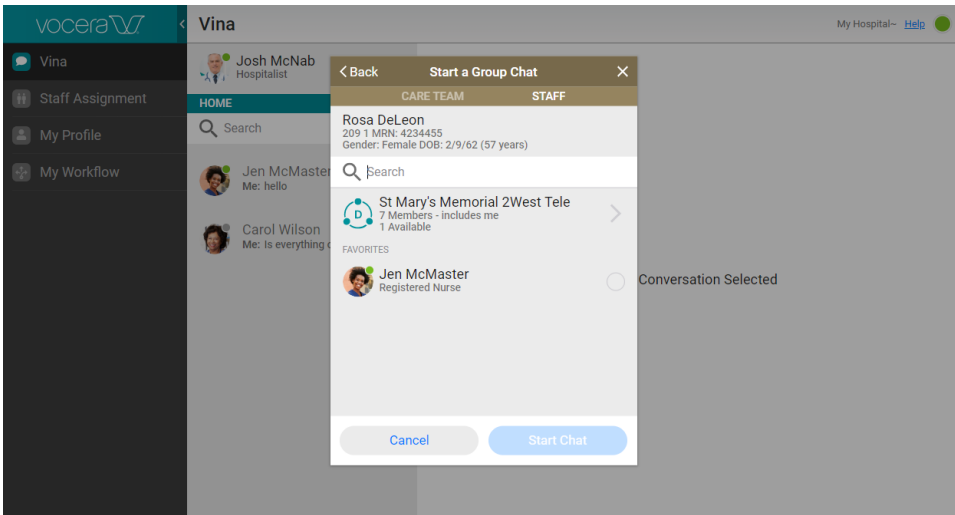 vocera
Vina
My Hospital~ Help
Vina
Staff Assignment
My Profile
My Workflow
Josh McNab
Hospitalist
HOME
Search
Jen McMaster
Me: hello
Carol Wilson
Me: Is everything
Back
Start a Group Chat
CARE TEAM
STAFF
Rosa DeLeon
209 1 MRN: 4234455
Gender: Female DOB: 2/9/62 (57 years)
Search
D
St Mary's Memorial 2West Tele
7 Members - includes me
1 Available
FAVORITES
Jen McMaster
Registered Nurse
Cancel
Start Chat
Conversation Selected